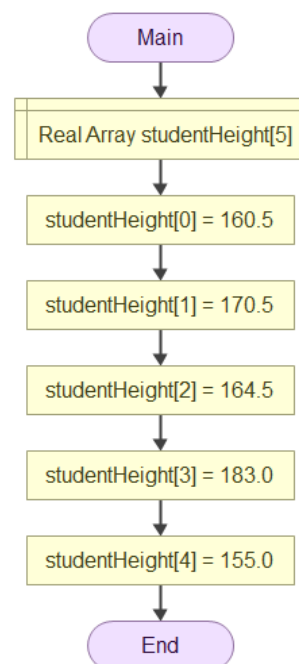 Main
Real Array studentHeight[5]
studentHeight[0] = 160.5
studentHeight[1] = 170.5
studentHeight[2] = 164.5
studentHeight[3] = 183.0
studentHeight[4] = 155.0
End